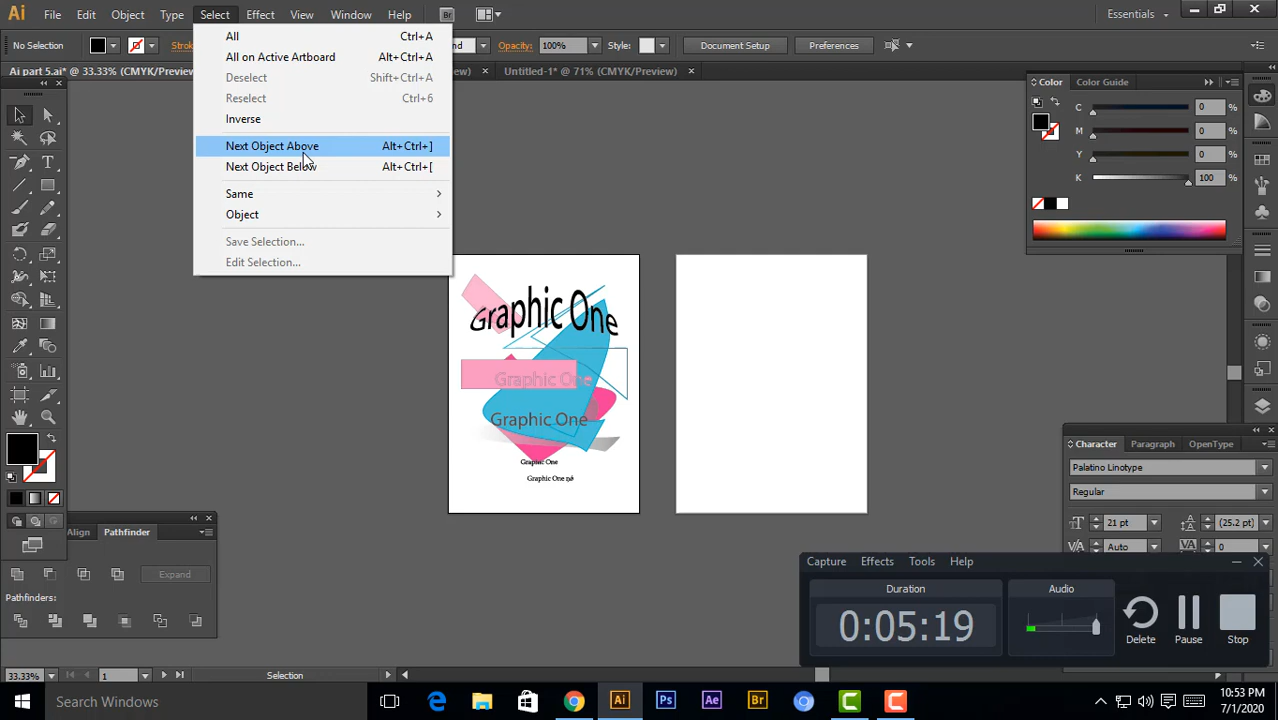 Ai File Edit Object Type Select Effect View Window Help Br Essentials
No Selection Strok Opacity: 100% Style: Document Setup Preferences
Ai part 5.ai* @ 33.33% (CMYK/Preview Untitled-1* @ 71% (CMYK/Preview)
All Ctrl+A
All on Active Artboard Alt+Ctrl+A
Deselect Shift+Ctrl+A
Reselect Ctrl+6
Inverse
Next Object Above Alt+Ctrl+]
Next Object Below Alt+Ctrl+[
Same
Object
Save Selection...
Edit Selection...
Color Color Guide
C 0 %
M 0 %
Y 0 %
K 100 %
Graphic One
Graphic One
Graphic One
Graphic One
Graphic One
Character Paragraph OpenType
Palatino Linotype
Regular
21 pt (25.2 pt)
Auto 0
Align Pathfinder
Expand
Pathfinders:
Capture Effects Tools Help
Duration Audio
0:05:19
Delete Pause Stop
33.33% 1 Selection
Search Windows
Ai Ps Ae Br
10:53 PM
7/1/2020